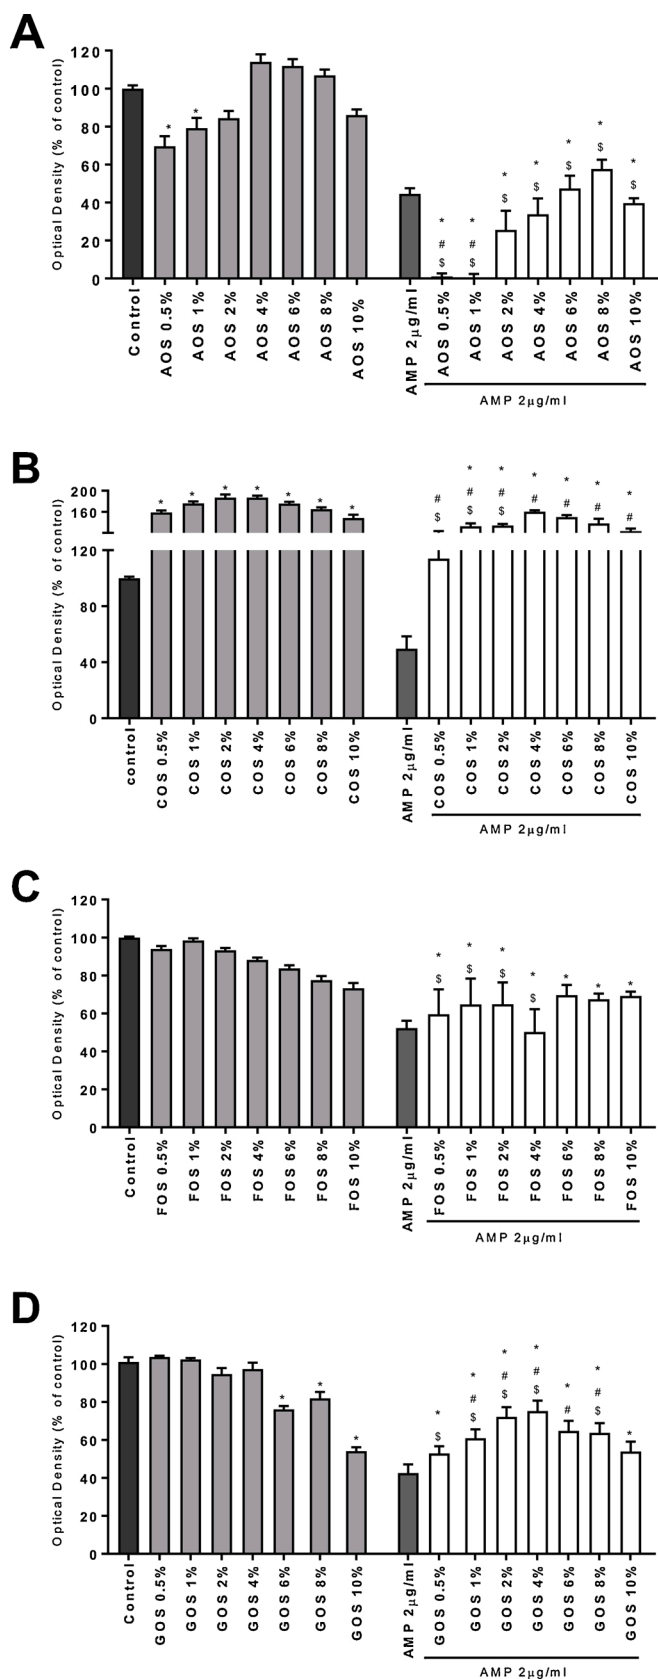 A
Optical Density (% of control)
120
100
80
60
40
20
0
* * * * * * * * *
# # $ $ $ $ $
$ $
Control
AOS 0.5%
AOS 1%
AOS 2%
AOS 4%
AOS 6%
AOS 8%
AOS 10%
AMP 2μg/ml
AOS 0.5%
AOS 1%
AOS 2%
AOS 4%
AOS 6%
AOS 8%
AOS 10%
AMP 2μg/ml
B
Optical Density (% of control)
200
160
120
80
40
0
* * * * * * * # * * * * * *
$ # # # # # #
$ $
control
COS 0.5%
COS 1%
COS 2%
COS 4%
COS 6%
COS 8%
COS 10%
AMP 2μg/ml
COS 0.5%
COS 1%
COS 2%
COS 4%
COS 6%
COS 8%
COS 10%
AMP 2μg/ml
C
Optical Density (% of control)
120
100
80
60
40
20
0
* * * * * * *
$ $ $ $
Control
FOS 0.5%
FOS 1%
FOS 2%
FOS 4%
FOS 6%
FOS 8%
FOS 10%
AMP 2μg/ml
FOS 0.5%
FOS 1%
FOS 2%
FOS 4%
FOS 6%
FOS 8%
FOS 10%
AMP 2μg/ml
D
Optical Density (% of control)
120
100
80
60
40
20
0
* * * * * * * * * *
$ # # # # #
$ $ $ $
Control
GOS 0.5%
GOS 1%
GOS 2%
GOS 4%
GOS 6%
GOS 8%
GOS 10%
AMP 2μg/ml
GOS 0.5%
GOS 1%
GOS 2%
GOS 4%
GOS 6%
GOS 8%
GOS 10%
AMP 2μg/ml